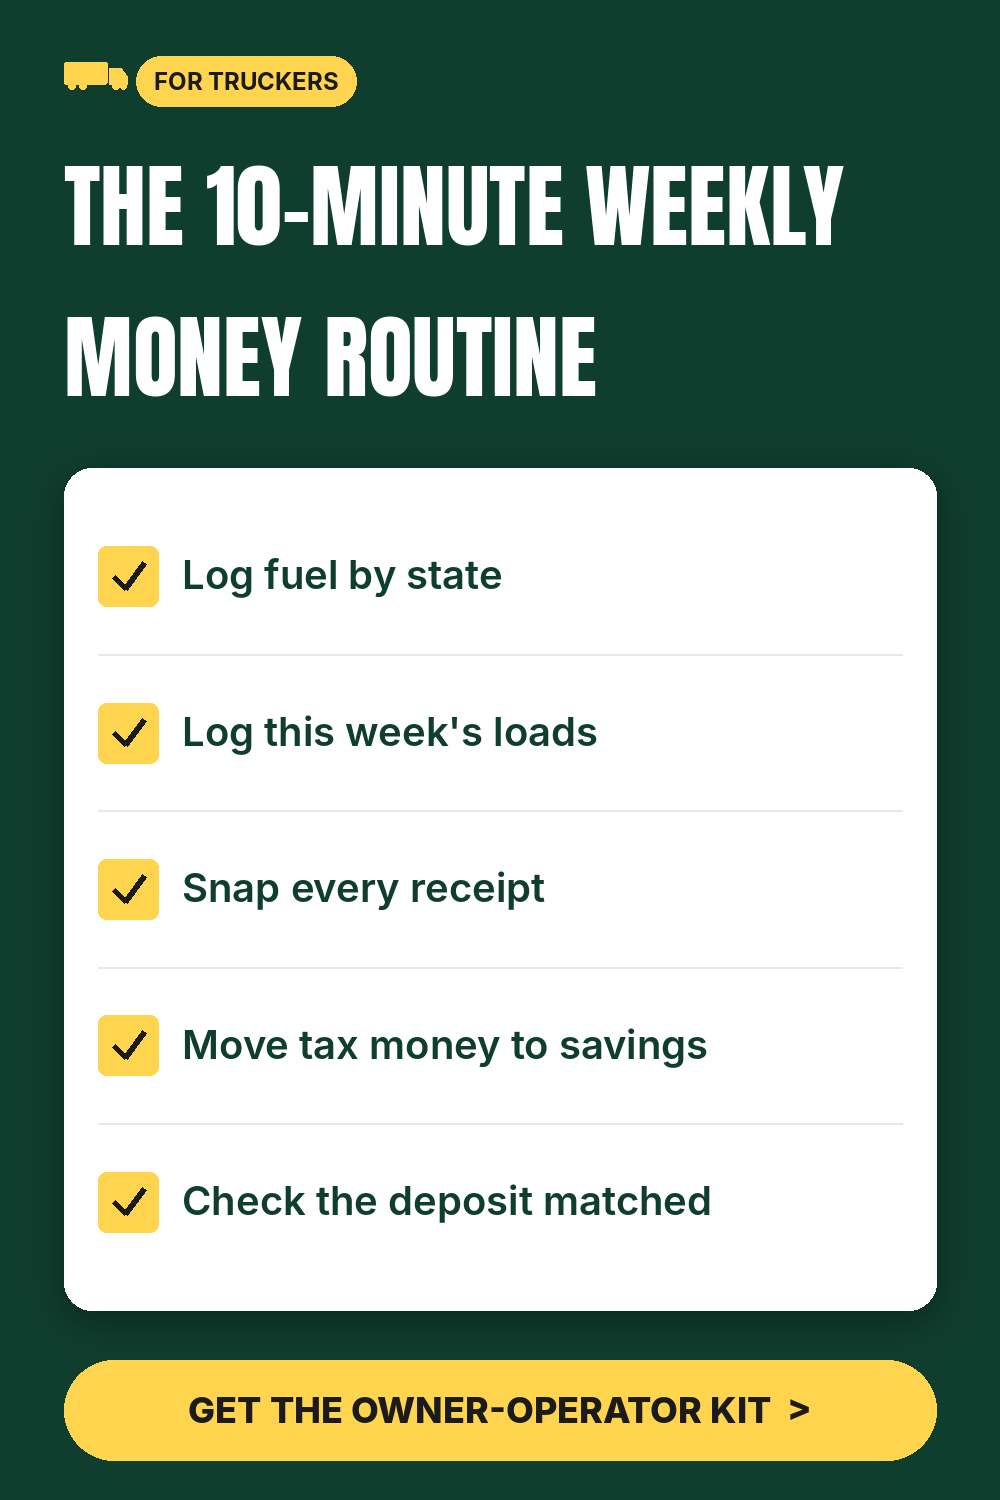 FOR TRUCKERS
THE 10-MINUTE WEEKLY
MONEY ROUTINE
Log fuel by state
Log this week's loads
Snap every receipt
Move tax money to savings
Check the deposit matched
GET THE OWNER-OPERATOR KIT >